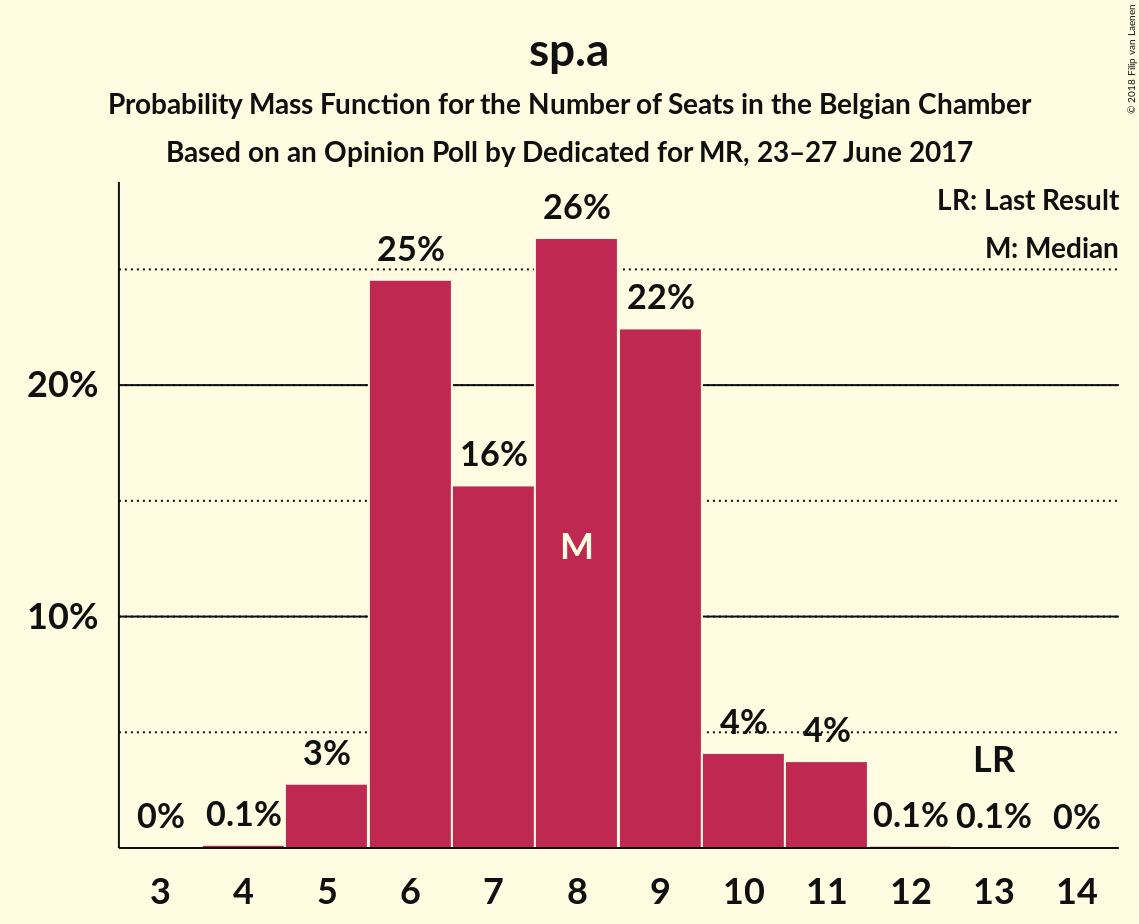 sp.a
Probability Mass Function for the Number of Seats in the Belgian Chamber
Based on an Opinion Poll by Dedicated for MR, 23–27 June 2017
© 2018 Filip van Laenen
LR: Last Result
M: Median
26%
25%
22%
20%
16%
M
10%
4%
4%
3%
LR
0%
0.1%
0.1%
0.1%
0%
3 4 5 6 7 8 9 10 11 12 13 14